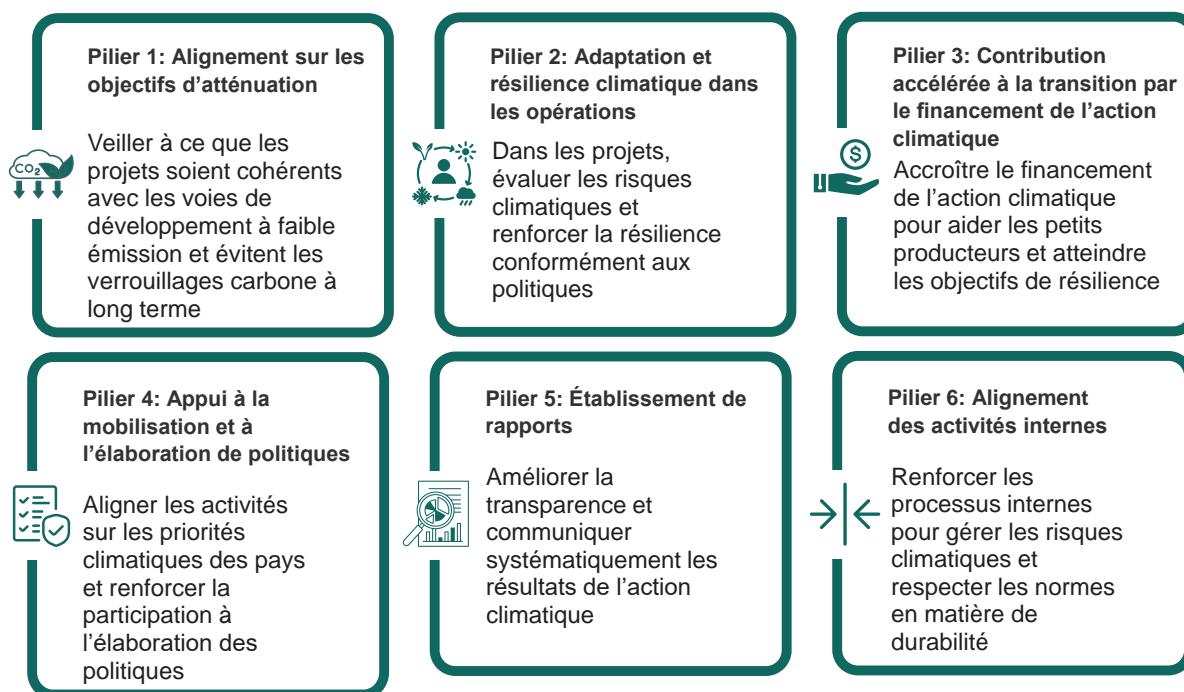 Pilier 1: Alignement sur les
objectifs d’atténuation
CO₂
Veiller à ce que les
projets soient cohérents
avec les voies de
développement à faible
émission et évitent les
verrouillages carbone à
long terme
Pilier 2: Adaptation et
résilience climatique dans
les opérations
Dans les projets,
évaluer les risques
climatiques et
renforcer la résilience
conformément aux
politiques
Pilier 3: Contribution
accélérée à la transition par
le financement de l’action
climatique
$
Accroître le financement
de l’action climatique
pour aider les petits
producteurs et atteindre
les objectifs de résilience
Pilier 4: Appui à la
mobilisation et à
l’élaboration de politiques
Aligner les activités
sur les priorités
climatiques des pays
et renforcer la
participation à
l’élaboration des
politiques
Pilier 5: Établissement de
rapports
Améliorer la
transparence et
communiquer
systématiquement les
résultats de l’action
climatique
Pilier 6: Alignement
des activités internes
Renforcer les
processus internes
pour gérer les risques
climatiques et
respecter les normes
en matière de
durabilité